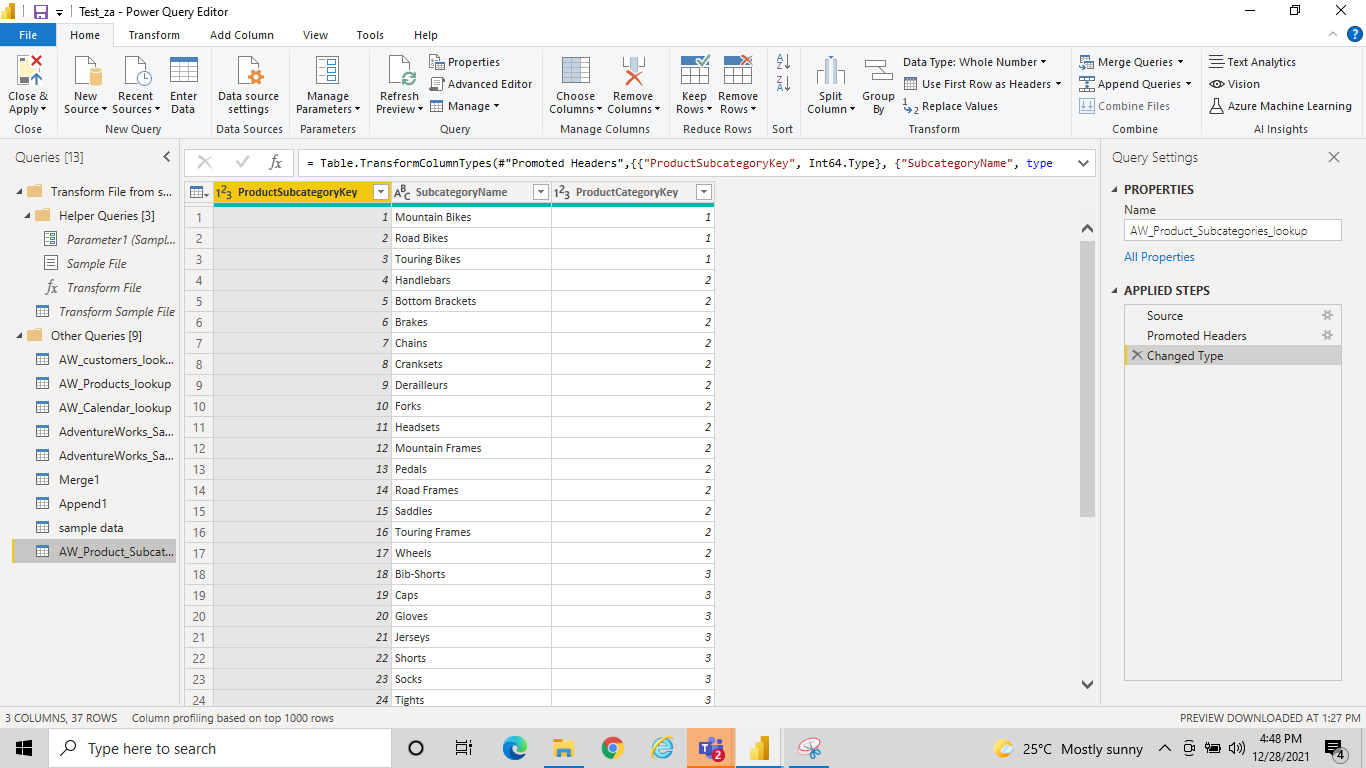 Test_za - Power Query Editor
File Home Transform Add Column View Tools Help
Close & Apply
Close
New Source
Recent Sources
Enter Data
New Query
Data source settings
Data Sources
Manage Parameters
Parameters
Refresh Preview
Properties
Advanced Editor
Manage
Query
Choose Columns
Remove Columns
Manage Columns
Keep Rows
Remove Rows
Reduce Rows
Sort
Split Column
Group By
Data Type: Whole Number
Use First Row as Headers
Replace Values
Transform
Merge Queries
Append Queries
Combine Files
Combine
Text Analytics
Vision
Azure Machine Learning
AI Insights
Queries [13]
Transform File from s...
Helper Queries [3]
Parameter1 (Sampl...
Sample File
fx Transform File
Transform Sample File
Other Queries [9]
AW_customers_look...
AW_Products_lookup
AW_Calendar_lookup
AdventureWorks_Sa...
AdventureWorks_Sa...
Merge1
Append1
sample data
AW_Product_Subcat...
fx = Table.TransformColumnTypes(#"Promoted Headers",{{"ProductSubcategoryKey", Int64.Type}, {"SubcategoryName", type
123 ProductSubcategoryKey ABC SubcategoryName 123 ProductCategoryKey
1 1 Mountain Bikes 1
2 2 Road Bikes 1
3 3 Touring Bikes 1
4 4 Handlebars 2
5 5 Bottom Brackets 2
6 6 Brakes 2
7 7 Chains 2
8 8 Cranksets 2
9 9 Derailleurs 2
10 10 Forks 2
11 11 Headsets 2
12 12 Mountain Frames 2
13 13 Pedals 2
14 14 Road Frames 2
15 15 Saddles 2
16 16 Touring Frames 2
17 17 Wheels 2
18 18 Bib-Shorts 3
19 19 Caps 3
20 20 Gloves 3
21 21 Jerseys 3
22 22 Shorts 3
23 23 Socks 3
24 24 Tights 3
Query Settings
PROPERTIES
Name
AW_Product_Subcategories_lookup
All Properties
APPLIED STEPS
Source
Promoted Headers
Changed Type
3 COLUMNS, 37 ROWS Column profiling based on top 1000 rows
PREVIEW DOWNLOADED AT 1:27 PM
Type here to search
2
25°C Mostly sunny
4:48 PM
12/28/2021
4